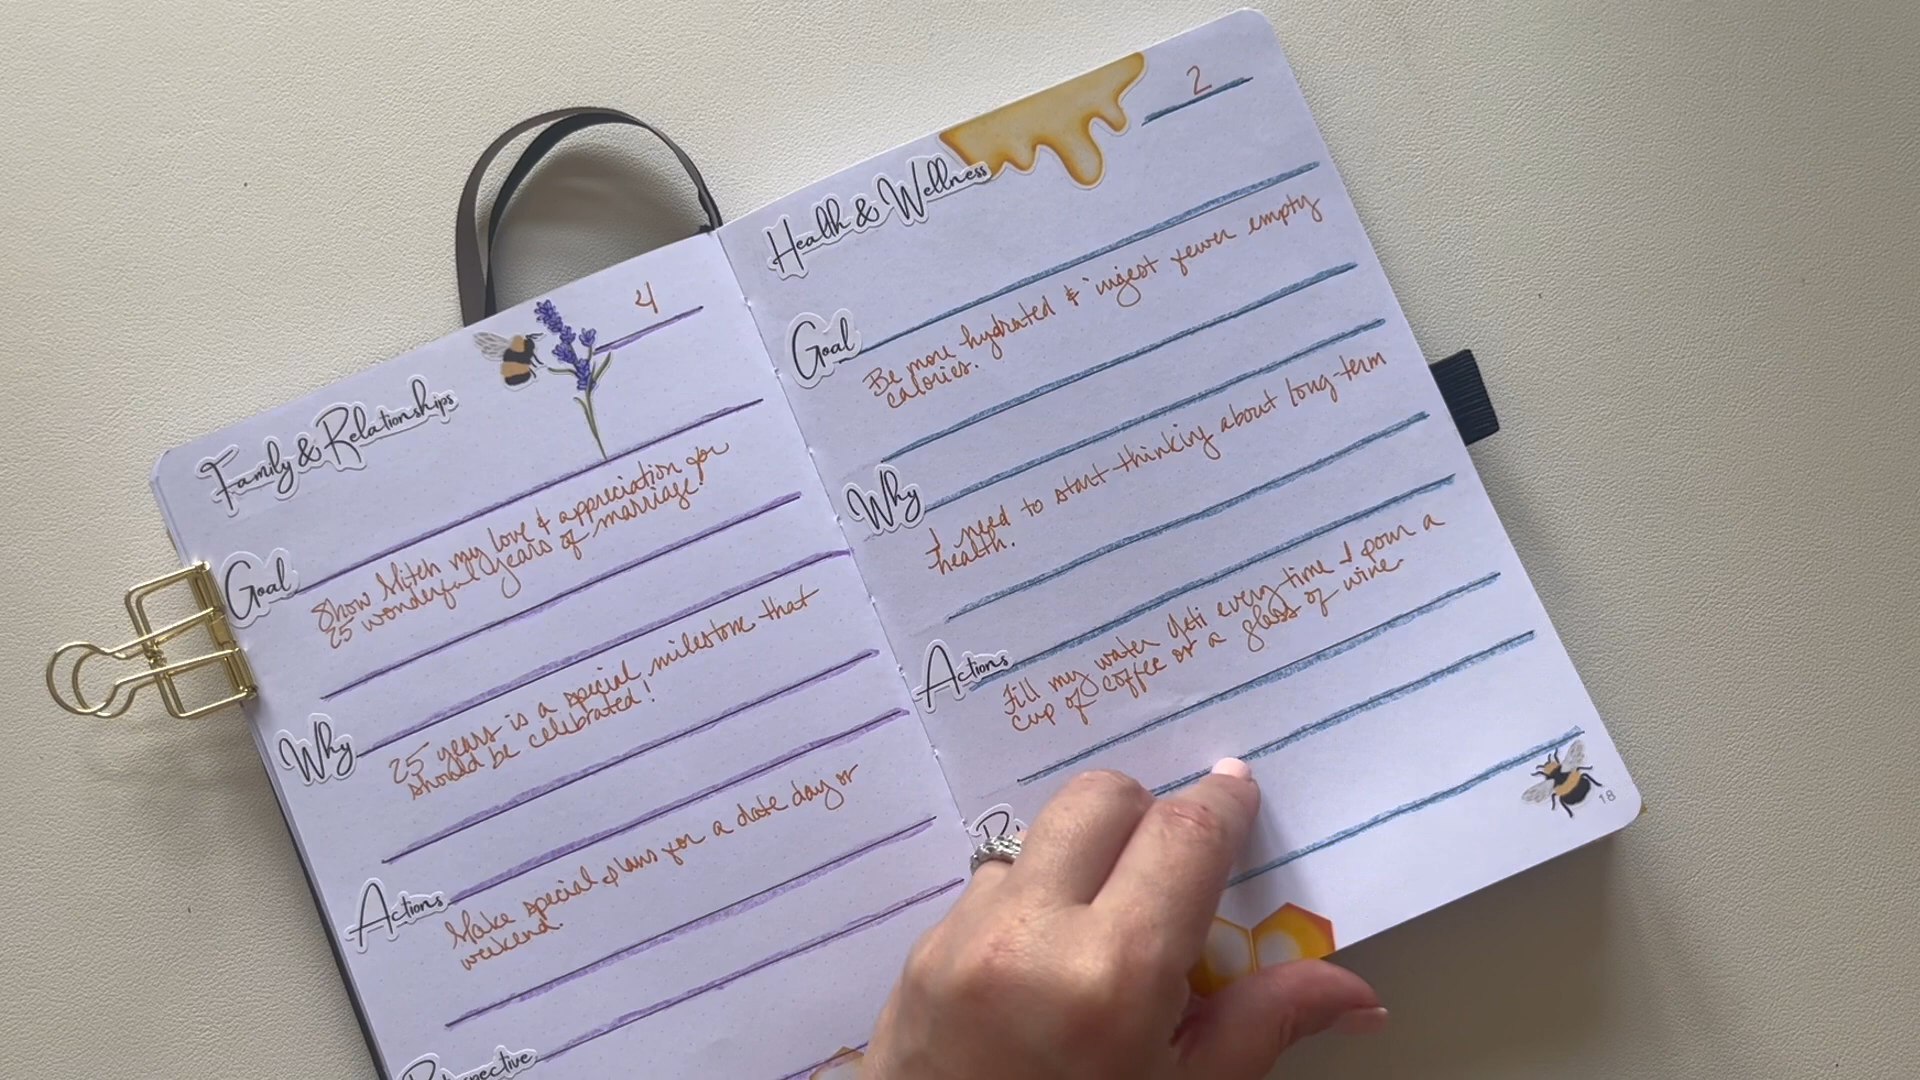 4
Family & Relationships
Goal
Show Mitch my love & appreciation for
25 wonderful years of marriage!
Why
25 years is a special milestone that
should be celebrated!
Actions
Make special plans for a date day or
weekend.
2
Health & Wellness
Goal
Be more hydrated & ingest fewer empty
calories.
Why
I need to start thinking about long-term
health.
Actions
Fill my water Yeti every time I pour a
cup of coffee or a glass of wine
18